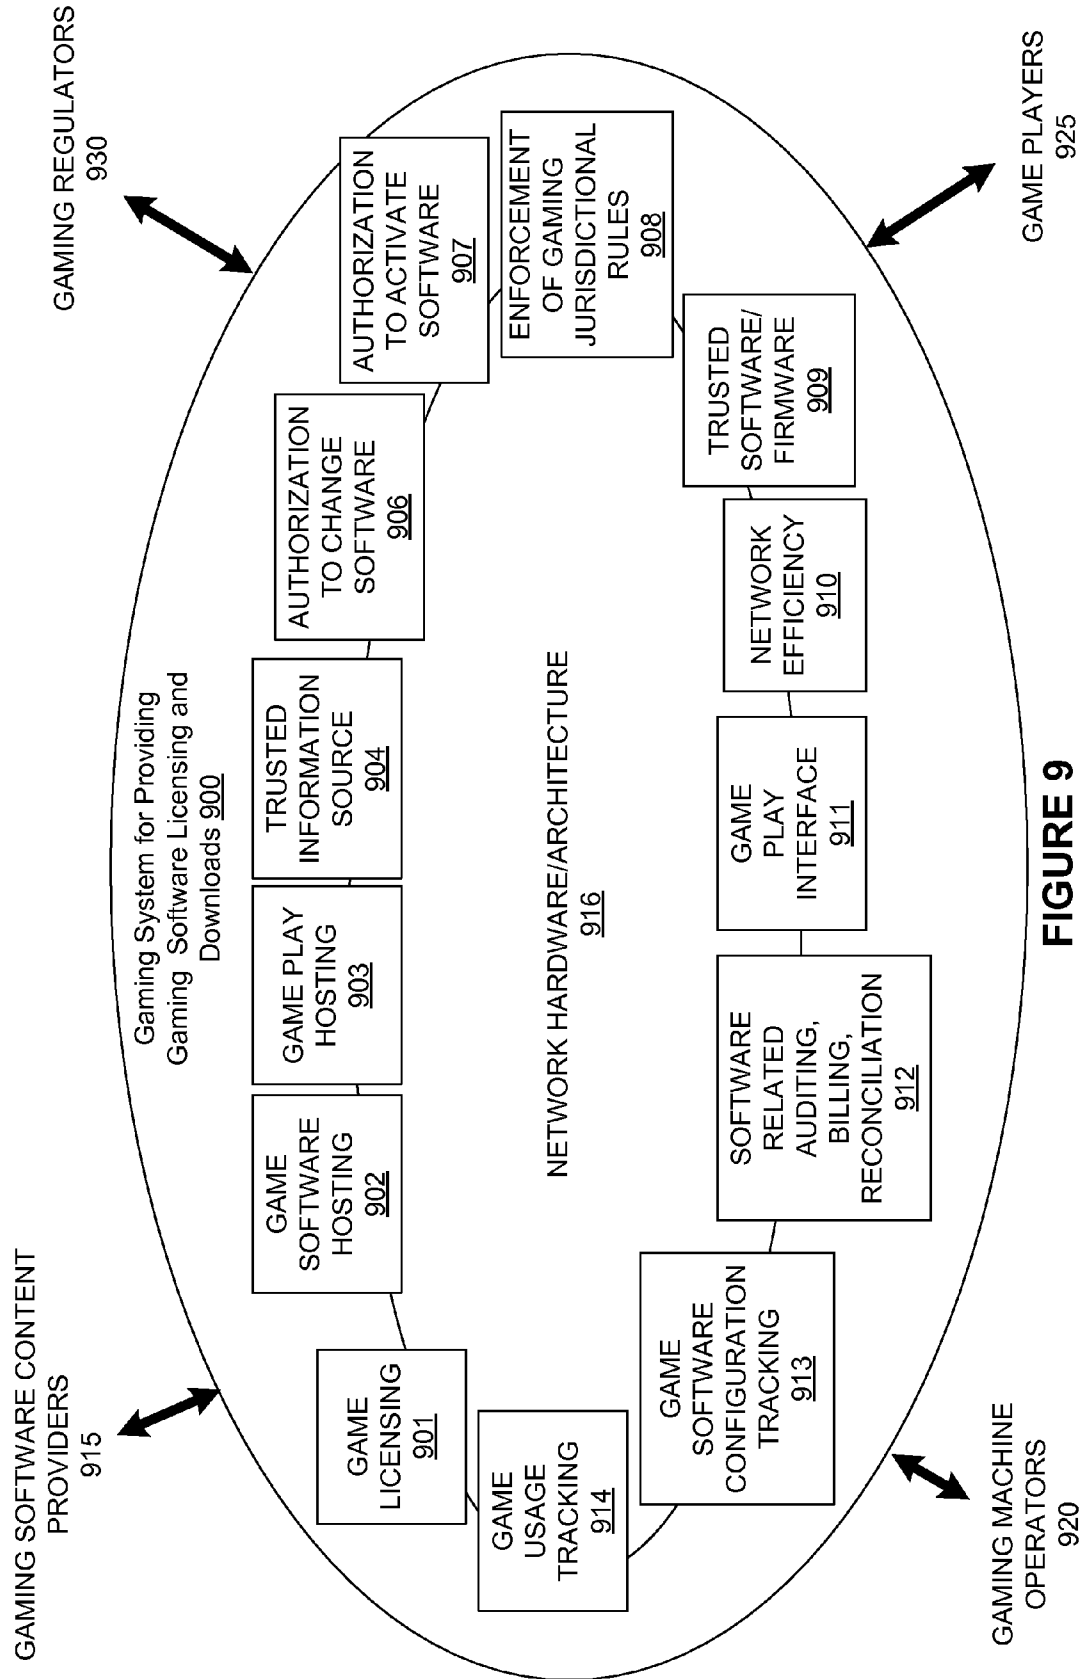 GAMING SOFTWARE CONTENT
PROVIDERS
915
GAMING REGULATORS
930
Gaming System for Providing
Gaming Software Licensing and
Downloads 900
GAME
LICENSING
901
GAME
SOFTWARE
HOSTING
902
GAME PLAY
HOSTING
903
TRUSTED
INFORMATION
SOURCE
904
AUTHORIZATION
TO CHANGE
SOFTWARE
906
AUTHORIZATION
TO ACTIVATE
SOFTWARE
907
ENFORCEMENT
OF GAMING
JURISDICTIONAL
RULES
908
NETWORK HARDWARE/ARCHITECTURE
916
GAME
USAGE
TRACKING
914
GAME
SOFTWARE
CONFIGURATION
TRACKING
913
SOFTWARE
RELATED
AUDITING,
BILLING,
RECONCILIATION
912
GAME
PLAY
INTERFACE
911
NETWORK
EFFICIENCY
910
TRUSTED
SOFTWARE/
FIRMWARE
909
GAMING MACHINE
OPERATORS
920
GAME PLAYERS
925
FIGURE 9